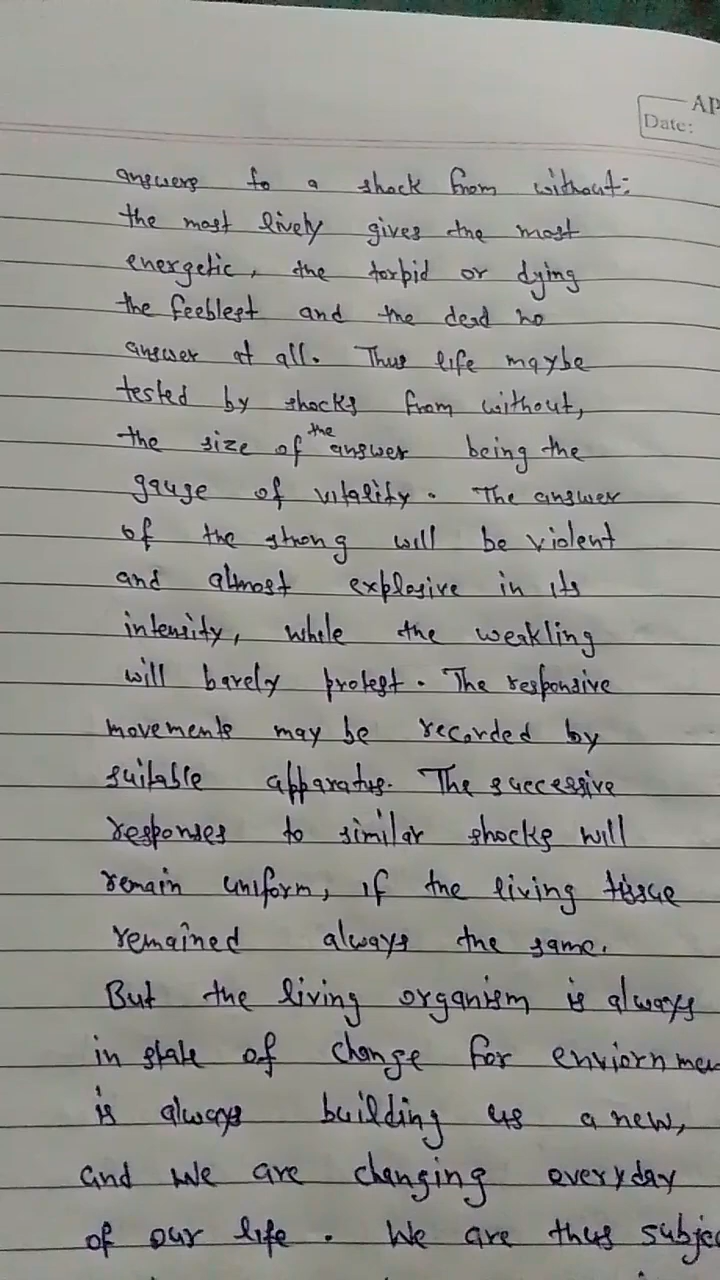 AP
Date:
answers to a shock from without:
the most lively gives the most
energetic, the torpid or dying
the feeblest and the dead no
answer at all. Thus life maybe
tested by shocks from without,
the size of the answer being the
gauge of vitality. The answer
of the strong will be violent
and almost explosive in its
intensity, while the weakling
will barely protest. The responsive
movements may be recorded by
suitable apparatus. The successive
responses to similar shocks will
remain uniform, if the living tissue
remained always the same.
But the living organism is always
in state of change for enviornmen
is always building us a new,
and we are changing everyday
of our life. We are thus subjec